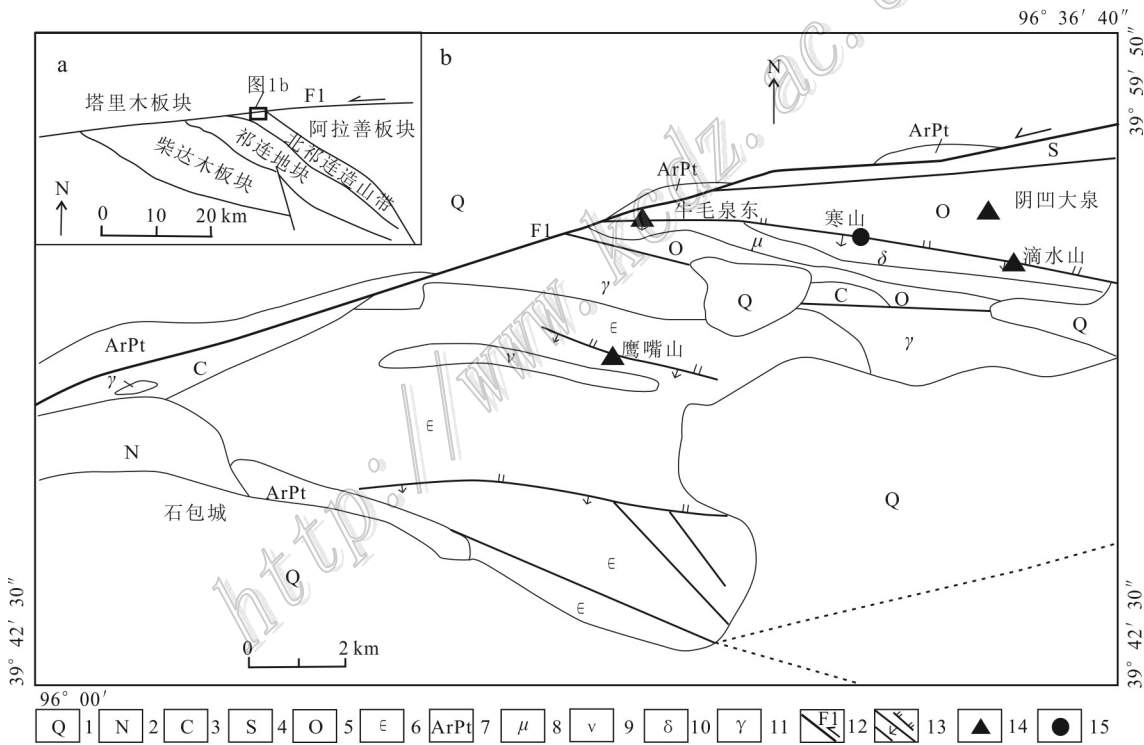 96° 36′ 40″
39° 59′ 50″
a
图1b
F1
塔里木板块
阿拉善板块
北祁连造山带
祁连地块
柴达木板块
N
0 10 20 km
b
N
ArPt
S
ArPt
Q
牛毛泉东
O
阴凹大泉
寒山
F1
O
μ
δ
滴水山
γ
Q
C
O
Q
ArPt
C
γ
∈
γ
鹰嘴山
ν
∈
N
ArPt
石包城
Q
Q
∈
∈
0 2 km
39° 42′ 30″
39° 42′ 30″
96° 00′
Q 1 N 2 C 3 S 4 O 5 ∈ 6 ArPt 7 μ 8 ν 9 δ 10 γ 11 F1 12 13 14 15
http://www.kcdz.ac.